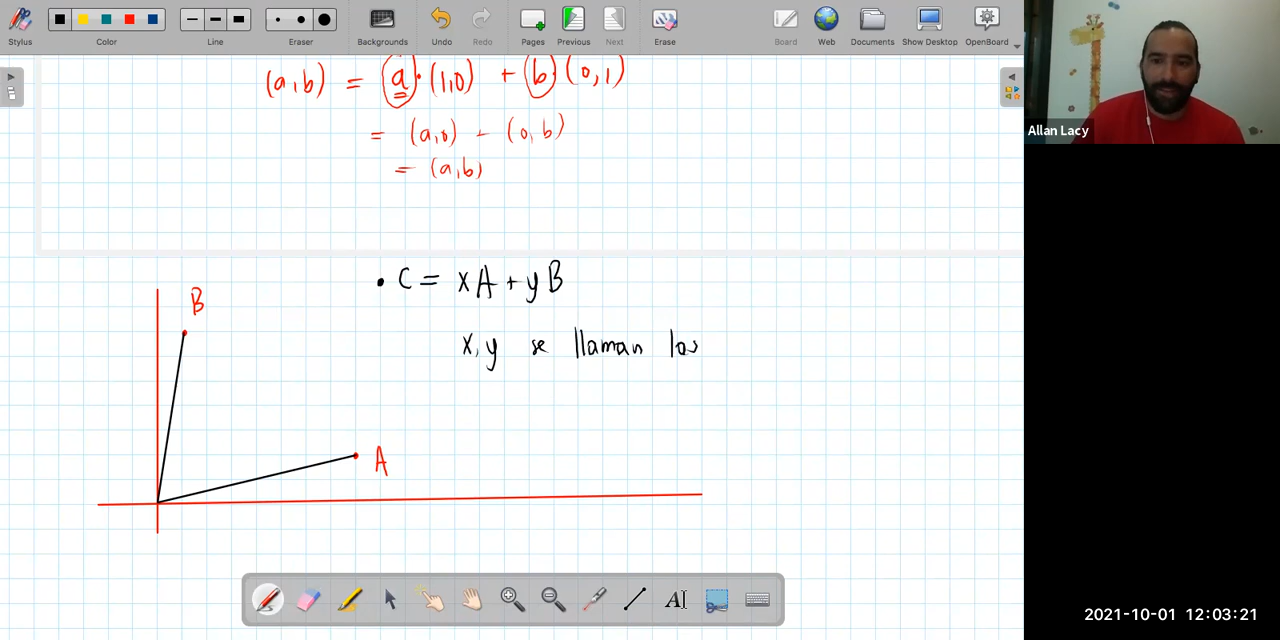 Stylus Color Line Eraser Backgrounds Undo Redo Pages Previous Next Erase Board Web Documents Show Desktop OpenBoard
(a,b) = a·(1,0) + b(0,1)
= (a,0) + (0,b)
= (a,b)
• C = xA + yB
x, y se llaman las
B
A
Allan Lacy
2021-10-01 12:03:21